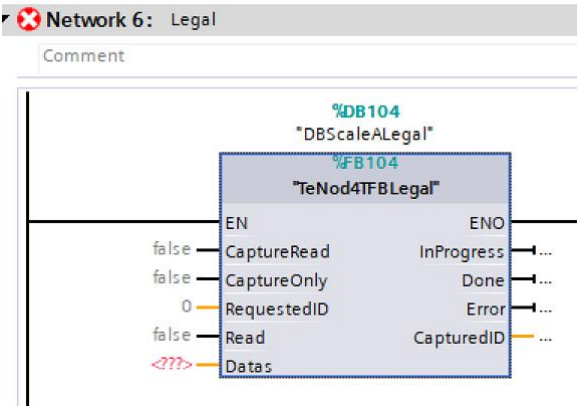 Network 6: Legal
Comment
%DB104
"DBScaleALegal"
%FB104
"TeNod4TFBLegal"
EN ENO
false CaptureRead InProgress ...
false CaptureOnly Done ...
0 RequestedID Error ...
false Read CapturedID ...
<???> Datas